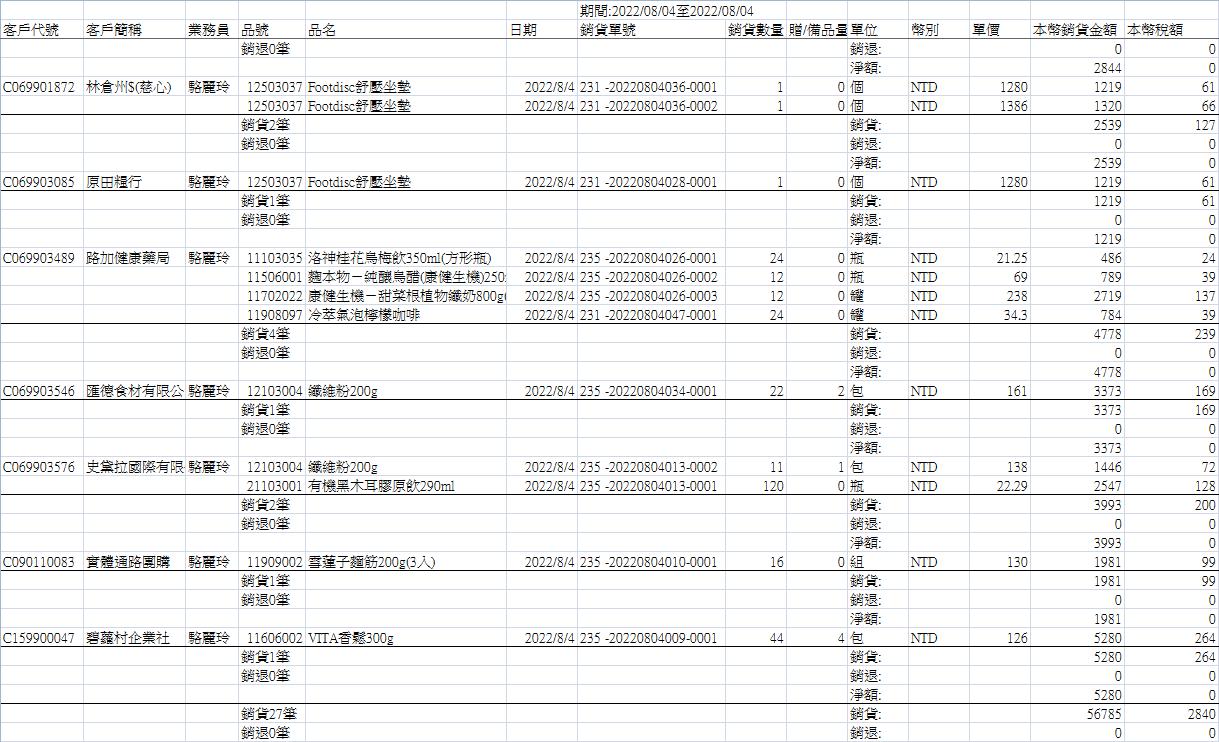 期間:2022/08/04至2022/08/04
客戶代號 客戶簡稱 業務員 品號 品名 日期 銷貨單號 銷貨數量 贈/備品量 單位 幣別 單價 本幣銷貨金額 本幣稅額
銷退0筆 銷退: 0 0
淨額: 2844 0
C069901872 林倉州$(慈心) 駱麗玲 12503037 Footdisc舒壓坐墊 2022/8/4 231 -20220804036-0001 1 0 個 NTD 1280 1219 61
12503037 Footdisc舒壓坐墊 2022/8/4 231 -20220804036-0002 1 0 個 NTD 1386 1320 66
銷貨2筆 銷貨: 2539 127
銷退0筆 銷退: 0 0
淨額: 2539 0
C069903085 原田糧行 駱麗玲 12503037 Footdisc舒壓坐墊 2022/8/4 231 -20220804028-0001 1 0 個 NTD 1280 1219 61
銷貨1筆 銷貨: 1219 61
銷退0筆 銷退: 0 0
淨額: 1219 0
C069903489 路加健康藥局 駱麗玲 11103035 洛神桂花烏梅飲350ml(方形瓶) 2022/8/4 235 -20220804026-0001 24 0 瓶 NTD 21.25 486 24
11506001 麴本物－純釀烏醋(康健生機)250 2022/8/4 235 -20220804026-0002 12 0 瓶 NTD 69 789 39
11702022 康健生機－甜菜根植物纖奶800g( 2022/8/4 235 -20220804026-0003 12 0 罐 NTD 238 2719 137
11908097 冷萃氣泡檸檬咖啡 2022/8/4 231 -20220804047-0001 24 0 罐 NTD 34.3 784 39
銷貨4筆 銷貨: 4778 239
銷退0筆 銷退: 0 0
淨額: 4778 0
C069903546 匯德食材有限公 駱麗玲 12103004 纖維粉200g 2022/8/4 235 -20220804034-0001 22 2 包 NTD 161 3373 169
銷貨1筆 銷貨: 3373 169
銷退0筆 銷退: 0 0
淨額: 3373 0
C069903576 史黛拉國際有限 駱麗玲 12103004 纖維粉200g 2022/8/4 235 -20220804013-0002 11 1 包 NTD 138 1446 72
21103001 有機黑木耳膠原飲290ml 2022/8/4 235 -20220804013-0001 120 0 瓶 NTD 22.29 2547 128
銷貨2筆 銷貨: 3993 200
銷退0筆 銷退: 0 0
淨額: 3993 0
C090110083 實體通路團購 駱麗玲 11909002 雪蓮子麵筋200g(3入) 2022/8/4 235 -20220804010-0001 16 0 組 NTD 130 1981 99
銷貨1筆 銷貨: 1981 99
銷退0筆 銷退: 0 0
淨額: 1981 0
C159900047 碧蘿村企業社 駱麗玲 11606002 VITA香鬆300g 2022/8/4 235 -20220804009-0001 44 4 包 NTD 126 5280 264
銷貨1筆 銷貨: 5280 264
銷退0筆 銷退: 0 0
淨額: 5280 0
銷貨27筆 銷貨: 56785 2840
銷退0筆 銷退: 0 0